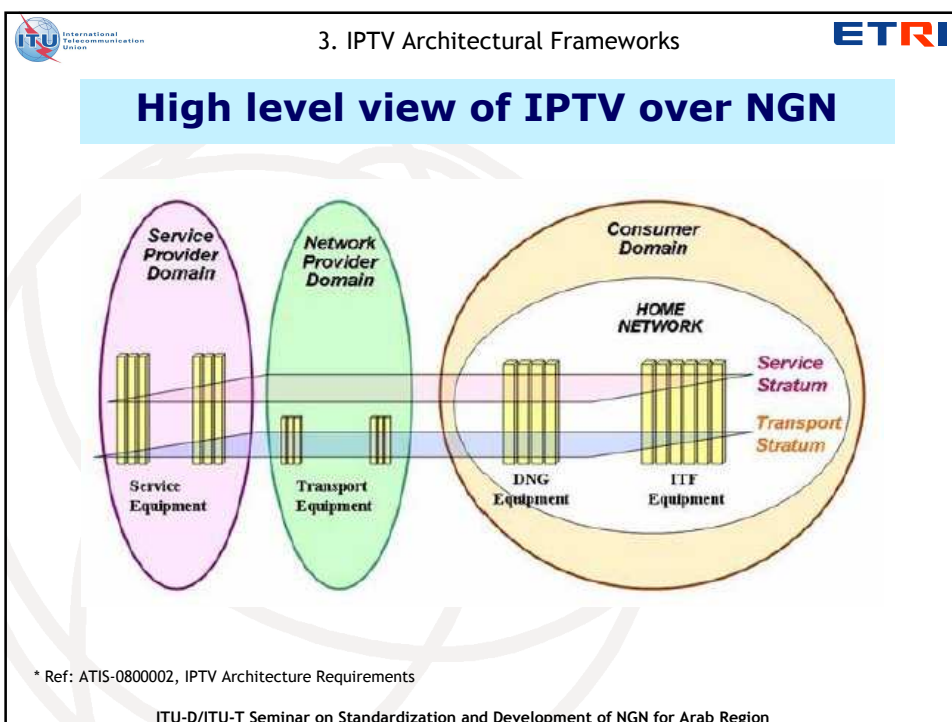 ITU
International
Telecommunication
Union
3. IPTV Architectural Frameworks
ETRI
High level view of IPTV over NGN
Service
Provider
Domain
Network
Provider
Domain
Consumer
Domain
HOME
NETWORK
Service
Stratum
Transport
Stratum
Service
Equipment
Transport
Equipment
DNG
Equipment
ITF
Equipment
* Ref: ATIS-0800002, IPTV Architecture Requirements
ITU-D/ITU-T Seminar on Standardization and Development of NGN for Arab Region